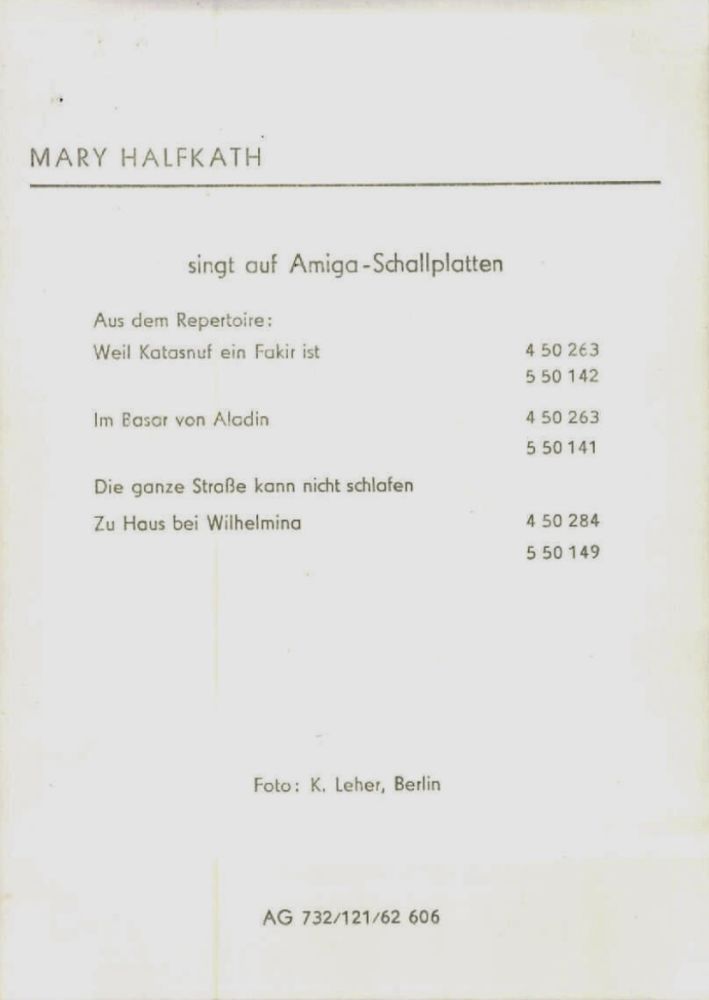 MARY HALFKATH
singt auf Amiga-Schallplatten
Aus dem Repertoire:
Weil Katasnuf ein Fakir ist 4 50 263
5 50 142
Im Basar von Aladin 4 50 263
5 50 141
Die ganze Straße kann nicht schlafen
Zu Haus bei Wilhelmina 4 50 284
5 50 149
Foto: K. Leher, Berlin
AG 732/121/62 606